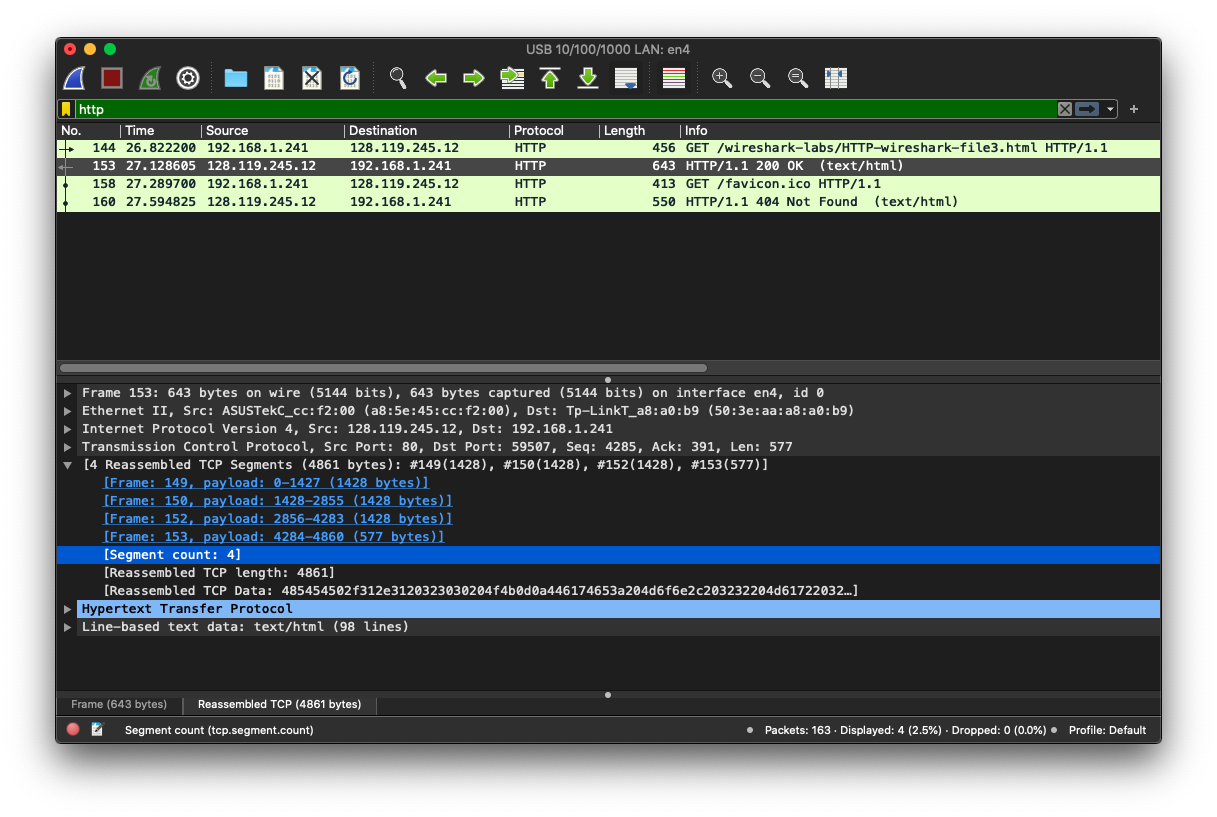 USB 10/100/1000 LAN: en4
http
No. Time Source Destination Protocol Length Info
144 26.822200 192.168.1.241 128.119.245.12 HTTP 456 GET /wireshark-labs/HTTP-wireshark-file3.html HTTP/1.1
153 27.128605 128.119.245.12 192.168.1.241 HTTP 643 HTTP/1.1 200 OK (text/html)
158 27.289700 192.168.1.241 128.119.245.12 HTTP 413 GET /favicon.ico HTTP/1.1
160 27.594825 128.119.245.12 192.168.1.241 HTTP 550 HTTP/1.1 404 Not Found (text/html)
Frame 153: 643 bytes on wire (5144 bits), 643 bytes captured (5144 bits) on interface en4, id 0
Ethernet II, Src: ASUSTekC_cc:f2:00 (a8:5e:45:cc:f2:00), Dst: Tp-LinkT_a8:a0:b9 (50:3e:aa:a8:a0:b9)
Internet Protocol Version 4, Src: 128.119.245.12, Dst: 192.168.1.241
Transmission Control Protocol, Src Port: 80, Dst Port: 59507, Seq: 4285, Ack: 391, Len: 577
[4 Reassembled TCP Segments (4861 bytes): #149(1428), #150(1428), #152(1428), #153(577)]
[Frame: 149, payload: 0-1427 (1428 bytes)]
[Frame: 150, payload: 1428-2855 (1428 bytes)]
[Frame: 152, payload: 2856-4283 (1428 bytes)]
[Frame: 153, payload: 4284-4860 (577 bytes)]
[Segment count: 4]
[Reassembled TCP length: 4861]
[Reassembled TCP Data: 485454502f312e3120323030204f4b0d0a446174653a204d6f6e2c203232204d61722032…]
Hypertext Transfer Protocol
Line-based text data: text/html (98 lines)
Frame (643 bytes) Reassembled TCP (4861 bytes)
Segment count (tcp.segment.count) Packets: 163 · Displayed: 4 (2.5%) · Dropped: 0 (0.0%) Profile: Default